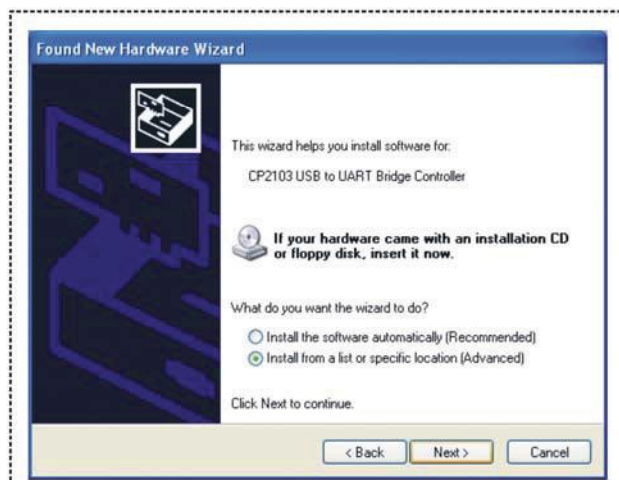 Found New Hardware Wizard
This wizard helps you install software for:
CP2103 USB to UART Bridge Controller
If your hardware came with an installation CD
or floppy disk, insert it now.
What do you want the wizard to do?
Install the software automatically (Recommended)
Install from a list or specific location (Advanced)
Click Next to continue.
< Back
Next >
Cancel